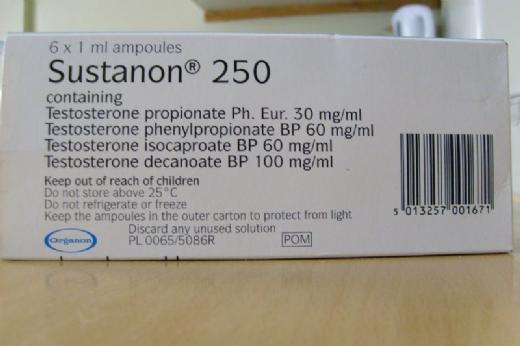 6 x 1 ml ampoules
Sustanon® 250
containing
Testosterone propionate Ph. Eur. 30 mg/ml
Testosterone phenylpropionate BP 60 mg/ml
Testosterone isocaproate BP 60 mg/ml
Testosterone decanoate BP 100 mg/ml
Keep out of reach of children
Do not store above 25°C
Do not refrigerate or freeze
Keep the ampoules in the outer carton to protect from light
Discard any unused solution
Organon
PL 0065/5086R
POM
5 013257 001671